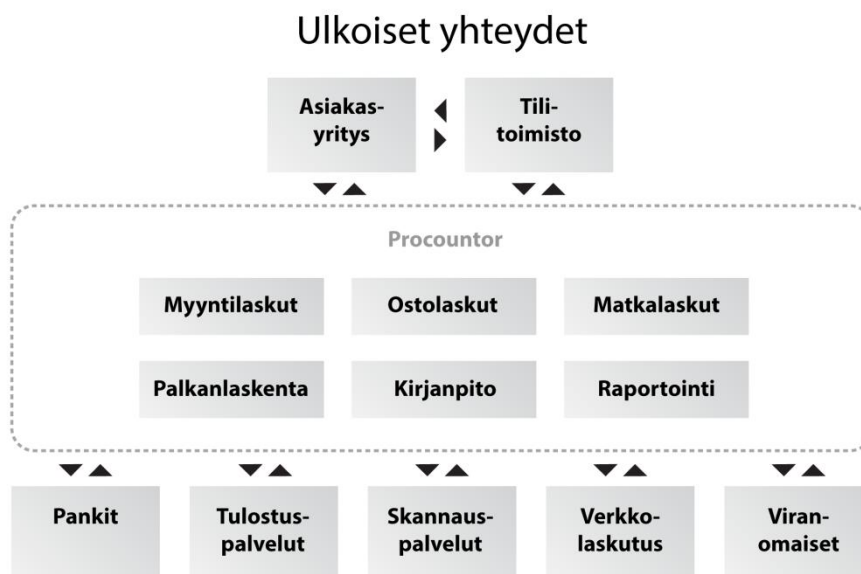 Ulkoiset yhteydet
Asiakas-
yritys
Tili-
toimisto
Procountor
Myyntilaskut
Ostolaskut
Matkalaskut
Palkanlaskenta
Kirjanpito
Raportointi
Pankit
Tulostus-
palvelut
Skannaus-
palvelut
Verkko-
laskutus
Viran-
omaiset